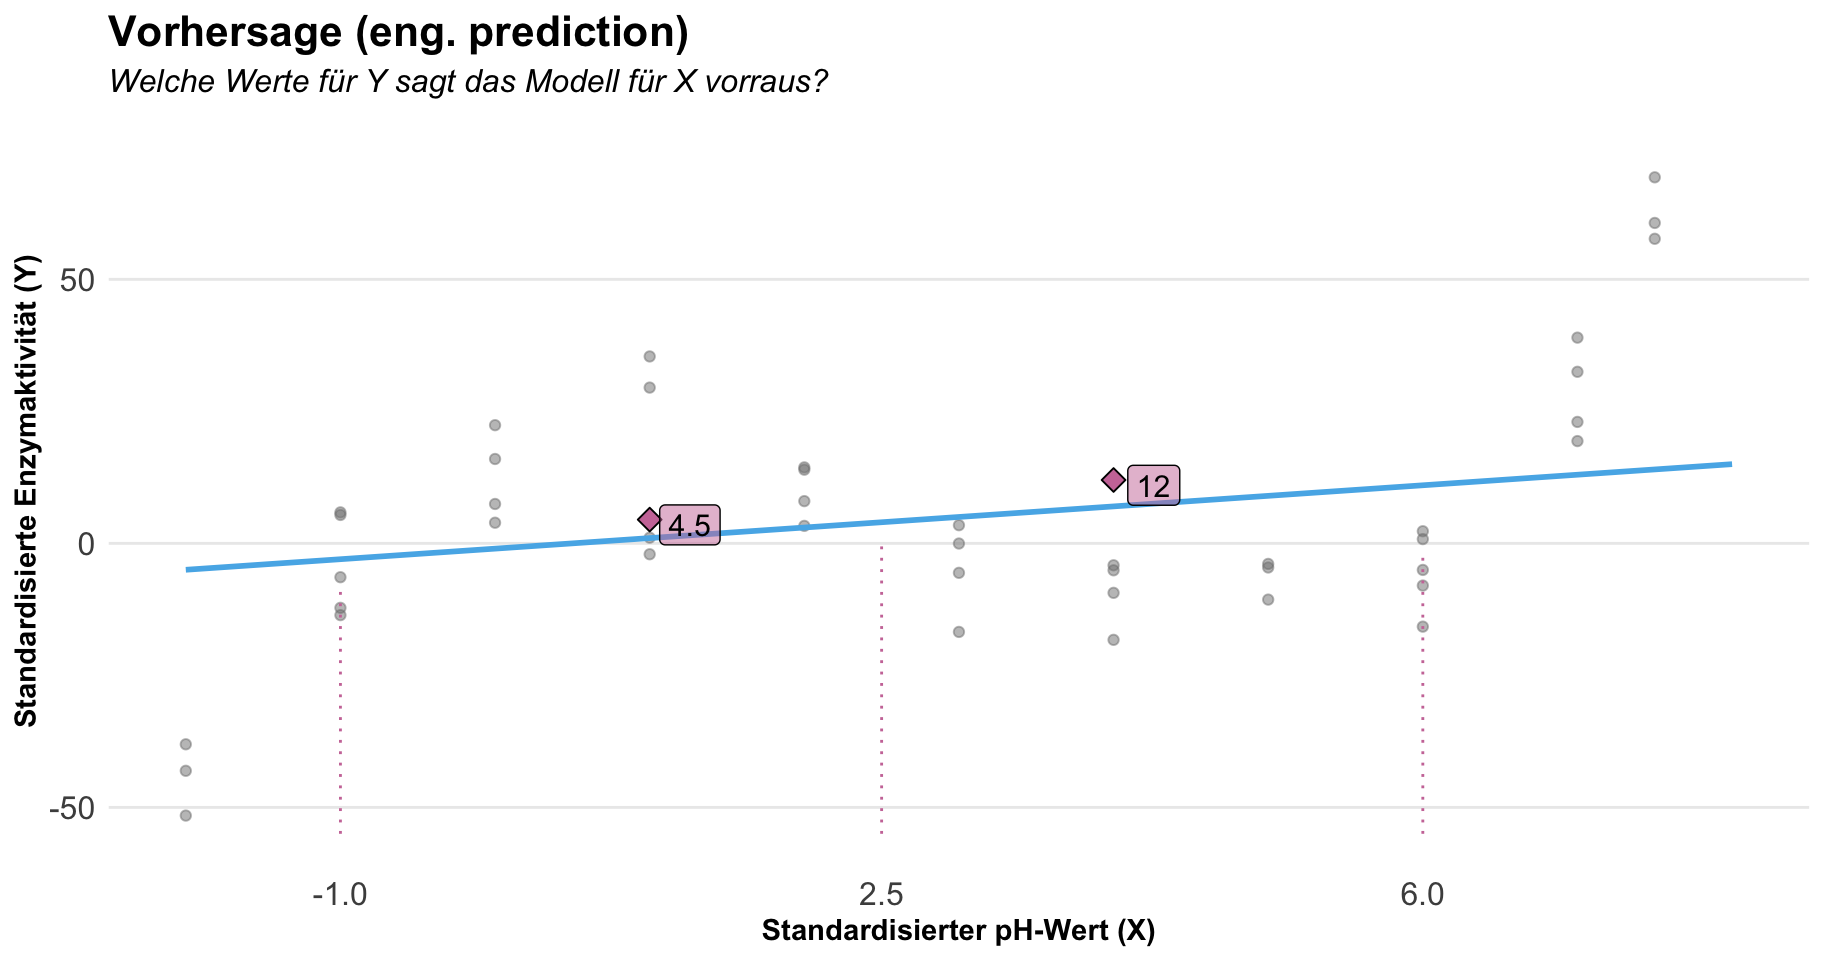 Vorhersage (eng. prediction)
Welche Werte für Y sagt das Modell für X vorraus?
Standardisierte Enzymaktivität (Y)
50
0
-50
4.5
12
-1.0
2.5
6.0
Standardisierter pH-Wert (X)